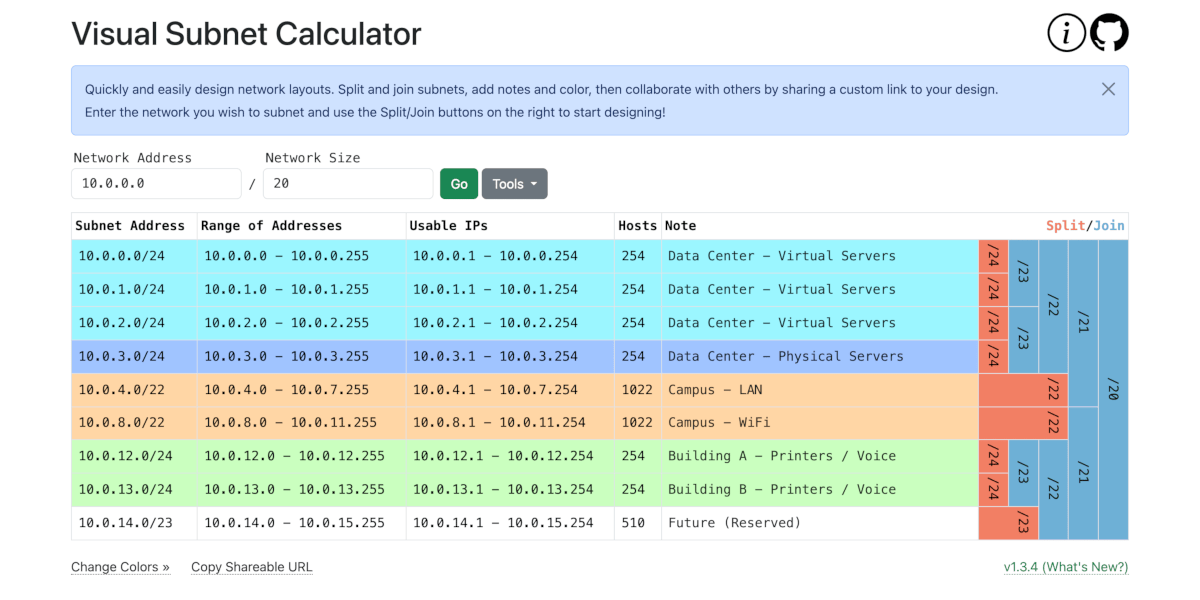 Visual Subnet Calculator
Quickly and easily design network layouts. Split and join subnets, add notes and color, then collaborate with others by sharing a custom link to your design.
Enter the network you wish to subnet and use the Split/Join buttons on the right to start designing!
Network Address Network Size
10.0.0.0 / 20 Go Tools
Subnet Address Range of Addresses Usable IPs Hosts Note Split/Join
10.0.0.0/24 10.0.0.0 – 10.0.0.255 10.0.0.1 – 10.0.0.254 254 Data Center – Virtual Servers /24 /23 /22 /21 /20
10.0.1.0/24 10.0.1.0 – 10.0.1.255 10.0.1.1 – 10.0.1.254 254 Data Center – Virtual Servers /24
10.0.2.0/24 10.0.2.0 – 10.0.2.255 10.0.2.1 – 10.0.2.254 254 Data Center – Virtual Servers /24 /23
10.0.3.0/24 10.0.3.0 – 10.0.3.255 10.0.3.1 – 10.0.3.254 254 Data Center – Physical Servers /24
10.0.4.0/22 10.0.4.0 – 10.0.7.255 10.0.4.1 – 10.0.7.254 1022 Campus – LAN /22
10.0.8.0/22 10.0.8.0 – 10.0.11.255 10.0.8.1 – 10.0.11.254 1022 Campus – WiFi /22 /21
10.0.12.0/24 10.0.12.0 – 10.0.12.255 10.0.12.1 – 10.0.12.254 254 Building A – Printers / Voice /24 /23 /22
10.0.13.0/24 10.0.13.0 – 10.0.13.255 10.0.13.1 – 10.0.13.254 254 Building B – Printers / Voice /24
10.0.14.0/23 10.0.14.0 – 10.0.15.255 10.0.14.1 – 10.0.15.254 510 Future (Reserved) /23
Change Colors » Copy Shareable URL v1.3.4 (What's New?)